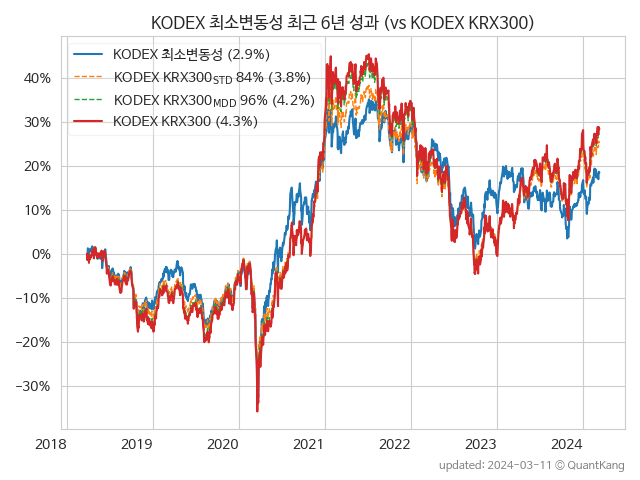 KODEX 최소변동성 최근 6년 성과 (vs KODEX KRX300)
KODEX 최소변동성 (2.9%)
KODEX KRX300STD 84% (3.8%)
KODEX KRX300MDD 96% (4.2%)
KODEX KRX300 (4.3%)
40%
30%
20%
10%
0%
−10%
−20%
−30%
2018 2019 2020 2021 2022 2023 2024
updated: 2024-03-11 © QuantKang